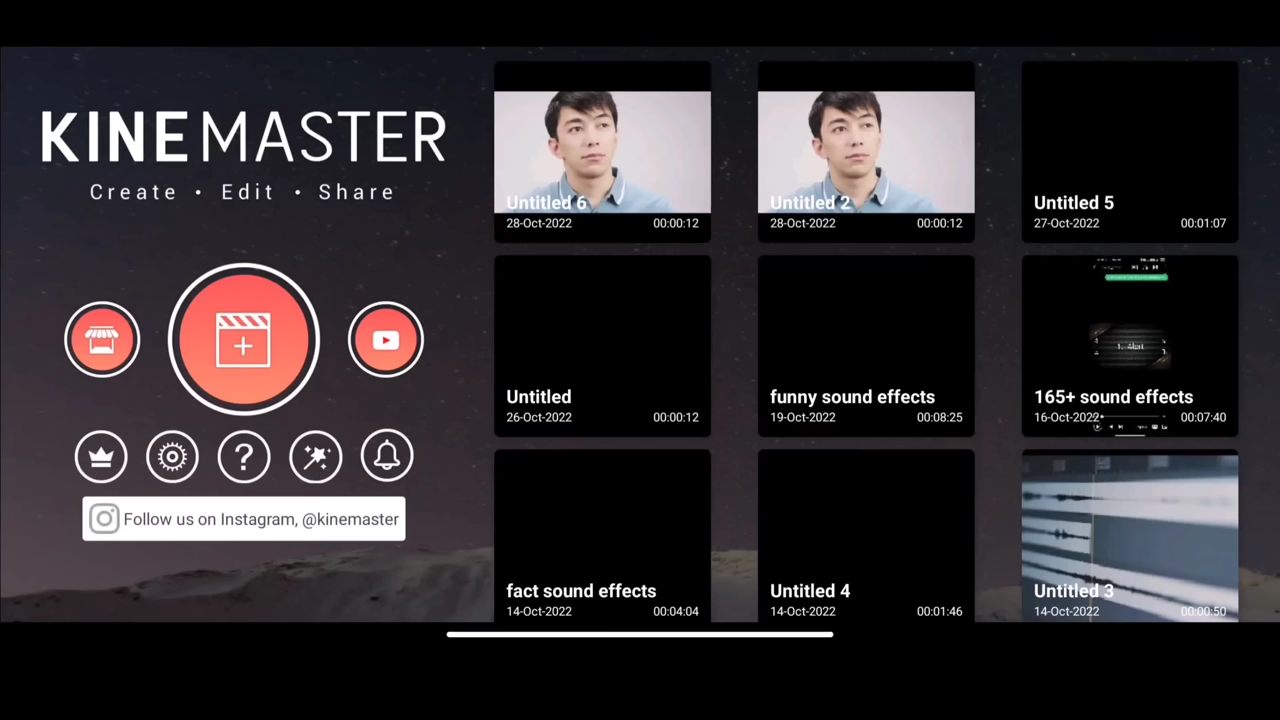 KINEMASTER
Create • Edit • Share
Follow us on Instagram, @kinemaster
Untitled 6
28-Oct-2022 00:00:12
Untitled 2
28-Oct-2022 00:00:12
Untitled 5
27-Oct-2022 00:01:07
Untitled
26-Oct-2022 00:00:12
funny sound effects
19-Oct-2022 00:08:25
1. Alert
165+ sound effects
16-Oct-2022 00:07:40
fact sound effects
14-Oct-2022 00:04:04
Untitled 4
14-Oct-2022 00:01:46
Untitled 3
14-Oct-2022 00:00:50